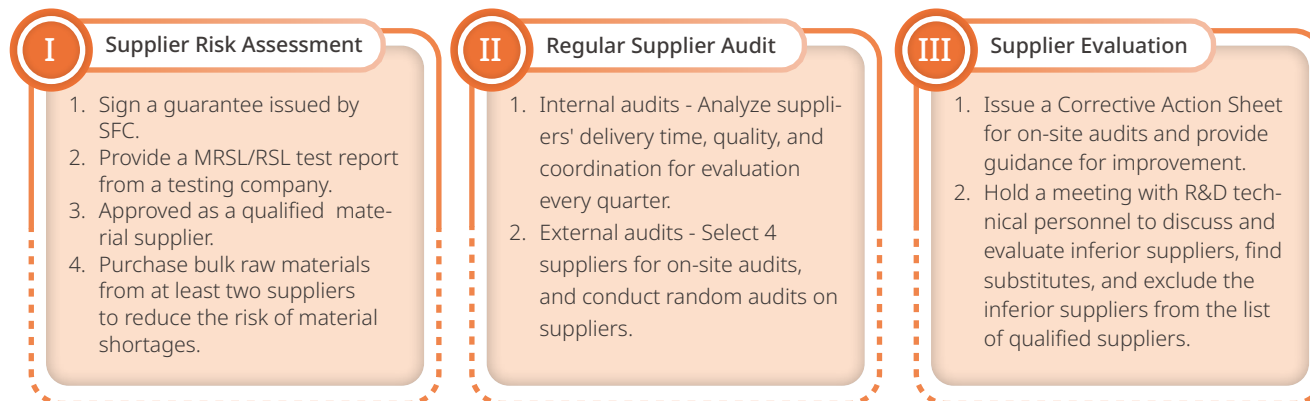 I
Supplier Risk Assessment
1. Sign a guarantee issued by
SFC.
2. Provide a MRSL/RSL test report
from a testing company.
3. Approved as a qualified mate-
rial supplier.
4. Purchase bulk raw materials
from at least two suppliers
to reduce the risk of material
shortages.
II
Regular Supplier Audit
1. Internal audits - Analyze suppli-
ers' delivery time, quality, and
coordination for evaluation
every quarter.
2. External audits - Select 4
suppliers for on-site audits,
and conduct random audits on
suppliers.
III
Supplier Evaluation
1. Issue a Corrective Action Sheet
for on-site audits and provide
guidance for improvement.
2. Hold a meeting with R&D tech-
nical personnel to discuss and
evaluate inferior suppliers, find
substitutes, and exclude the
inferior suppliers from the list
of qualified suppliers.